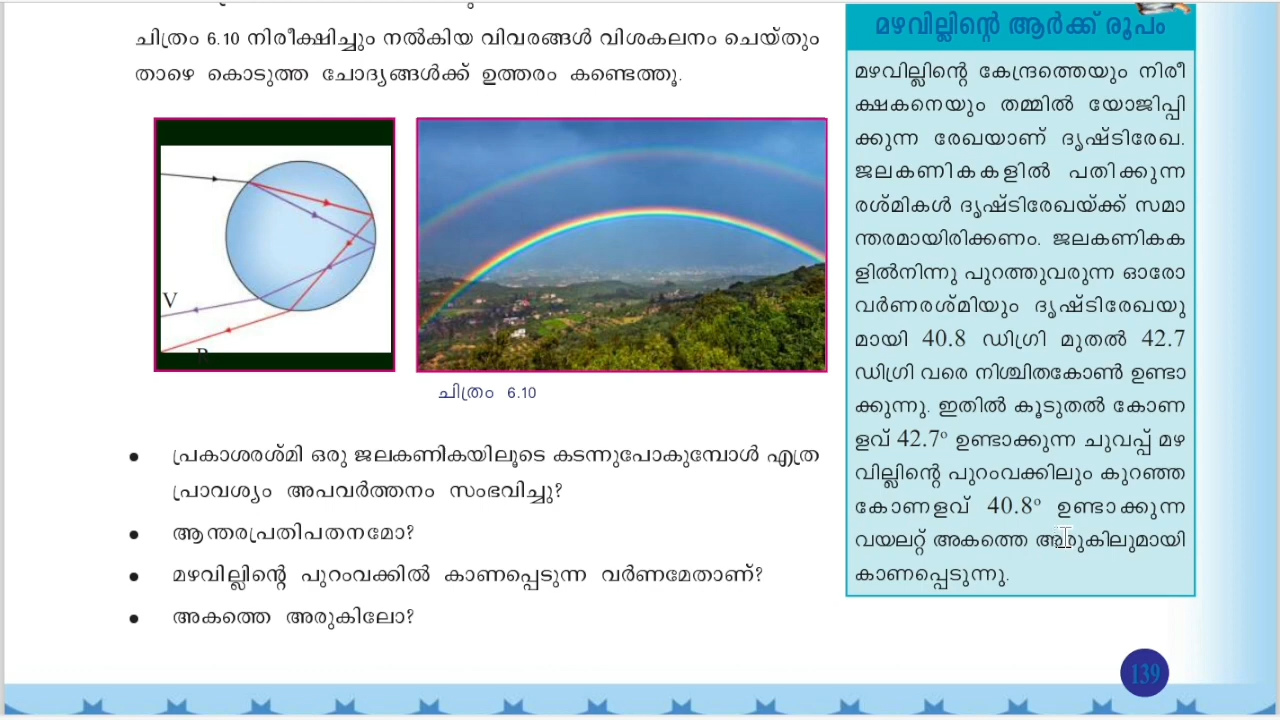 ചിത്രം 6.10 നിരീക്ഷിച്ചും നൽകിയ വിവരങ്ങൾ വിശകലനം ചെയ്തും
താഴെ കൊടുത്ത ചോദ്യങ്ങൾക്ക് ഉത്തരം കണ്ടെത്തൂ.
V
R
ചിത്രം 6.10
● പ്രകാശരശ്മി ഒരു ജലകണികയിലൂടെ കടന്നുപോകുമ്പോൾ എത്ര
പ്രാവശ്യം അപവർത്തനം സംഭവിച്ചു?
● ആന്തരപ്രതിപതനമോ?
● മഴവില്ലിന്റെ പുറംവക്കിൽ കാണപ്പെടുന്ന വർണമേതാണ്?
● അകത്തെ അരുകിലോ?
മഴവില്ലിന്റെ ആർക്ക് രൂപം
മഴവില്ലിന്റെ കേന്ദ്രത്തെയും നിരീ
ക്ഷകനെയും തമ്മിൽ യോജിപ്പി
ക്കുന്ന രേഖയാണ് ദൃഷ്ടിരേഖ.
ജലകണികകളിൽ പതിക്കുന്ന
രശ്മികൾ ദൃഷ്ടിരേഖയ്ക്ക് സമാ
ന്തരമായിരിക്കണം. ജലകണികക
ളിൽനിന്നു പുറത്തുവരുന്ന ഓരോ
വർണരശ്മിയും ദൃഷ്ടിരേഖയു
മായി 40.8 ഡിഗ്രി മുതൽ 42.7
ഡിഗ്രി വരെ നിശ്ചിതകോൺ ഉണ്ടാ
ക്കുന്നു. ഇതിൽ കൂടുതൽ കോണ
ളവ് 42.7° ഉണ്ടാക്കുന്ന ചുവപ്പ് മഴ
വില്ലിന്റെ പുറംവക്കിലും കുറഞ്ഞ
കോണളവ് 40.8° ഉണ്ടാക്കുന്ന
വയലറ്റ് അകത്തെ അരുകിലുമായി
കാണപ്പെടുന്നു.
139